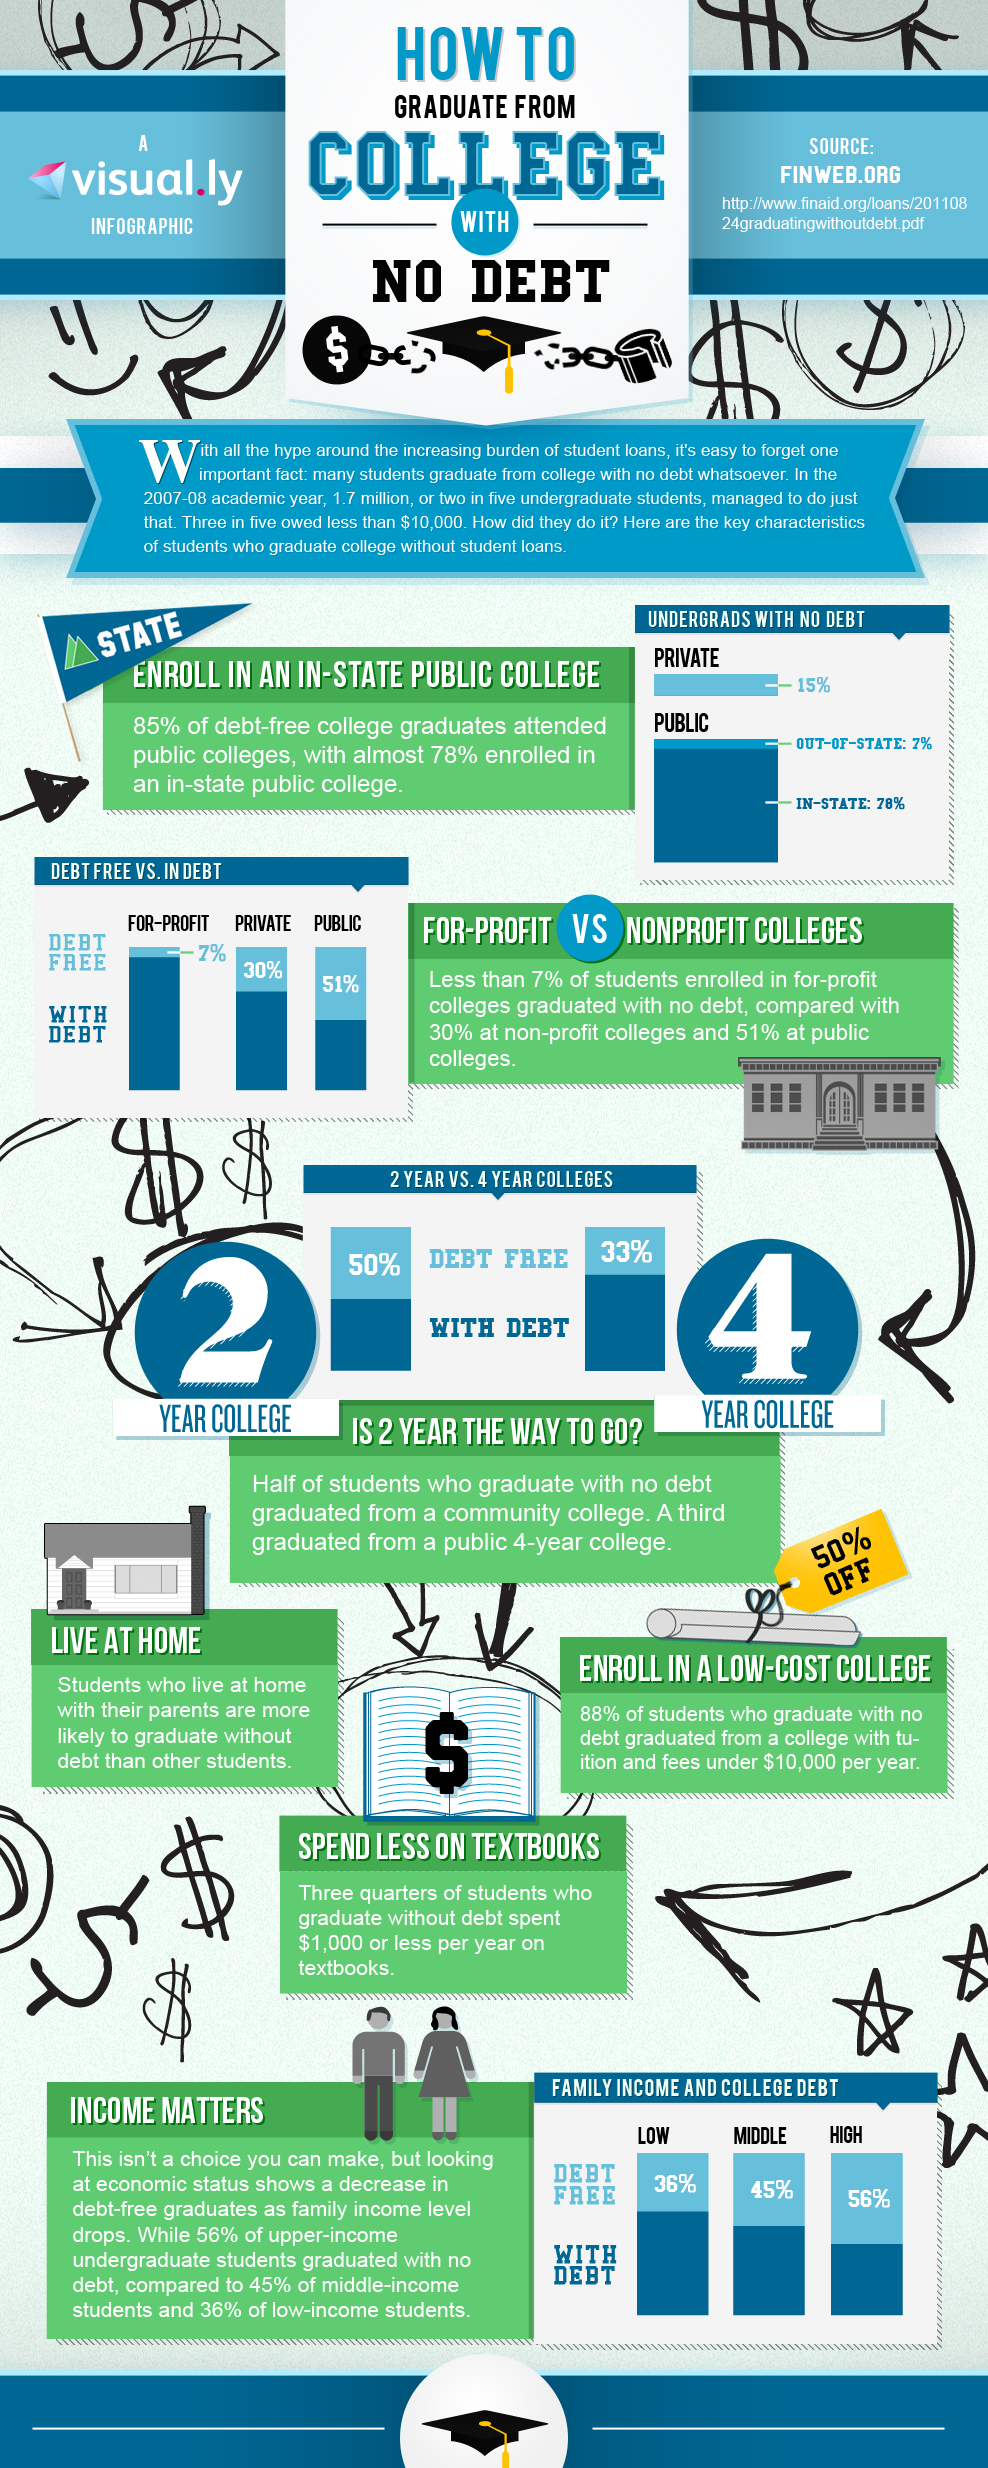 HOW TO
GRADUATE FROM
COLLEGE
WITH
NO DEBT
$
A
visual.ly
INFOGRAPHIC
SOURCE:
FINWEB.ORG
http://www.finaid.org/loans/201108
24graduatingwithoutdebt.pdf
With all the hype around the increasing burden of student loans, it's easy to forget one
important fact: many students graduate from college with no debt whatsoever. In the
2007-08 academic year, 1.7 million, or two in five undergraduate students, managed to do just
that. Three in five owed less than $10,000. How did they do it? Here are the key characteristics
of students who graduate college without student loans.
STATE
ENROLL IN AN IN-STATE PUBLIC COLLEGE
85% of debt-free college graduates attended
public colleges, with almost 78% enrolled in
an in-state public college.
UNDERGRADS WITH NO DEBT
PRIVATE
15%
PUBLIC
OUT-OF-STATE: 7%
IN-STATE: 78%
DEBT FREE VS. IN DEBT
FOR-PROFIT PRIVATE PUBLIC
DEBT
FREE
7%
30%
51%
WITH
DEBT
FOR-PROFIT VS NONPROFIT COLLEGES
Less than 7% of students enrolled in for-profit
colleges graduated with no debt, compared with
30% at non-profit colleges and 51% at public
colleges.
2 YEAR VS. 4 YEAR COLLEGES
50% DEBT FREE 33%
WITH DEBT
2
YEAR COLLEGE
4
YEAR COLLEGE
IS 2 YEAR THE WAY TO GO?
Half of students who graduate with no debt
graduated from a community college. A third
graduated from a public 4-year college.
LIVE AT HOME
Students who live at home
with their parents are more
likely to graduate without
debt than other students.
50%
OFF
ENROLL IN A LOW-COST COLLEGE
88% of students who graduate with no
debt graduated from a college with tu-
ition and fees under $10,000 per year.
$
SPEND LESS ON TEXTBOOKS
Three quarters of students who
graduate without debt spent
$1,000 or less per year on
textbooks.
INCOME MATTERS
This isn't a choice you can make, but looking
at economic status shows a decrease in
debt-free graduates as family income level
drops. While 56% of upper-income
undergraduate students graduated with no
debt, compared to 45% of middle-income
students and 36% of low-income students.
FAMILY INCOME AND COLLEGE DEBT
LOW MIDDLE HIGH
DEBT
FREE
36%
45%
56%
WITH
DEBT